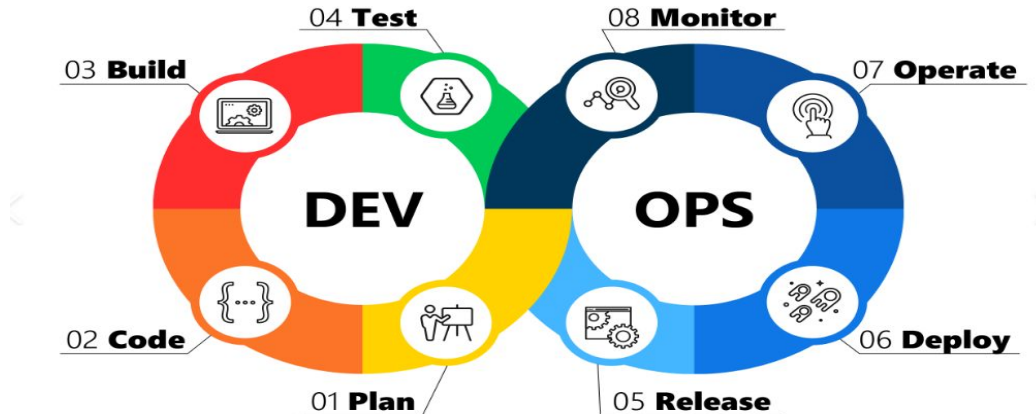 04 Test
08 Monitor
03 Build
07 Operate
DEV
OPS
{...}
02 Code
06 Deploy
01 Plan
05 Release